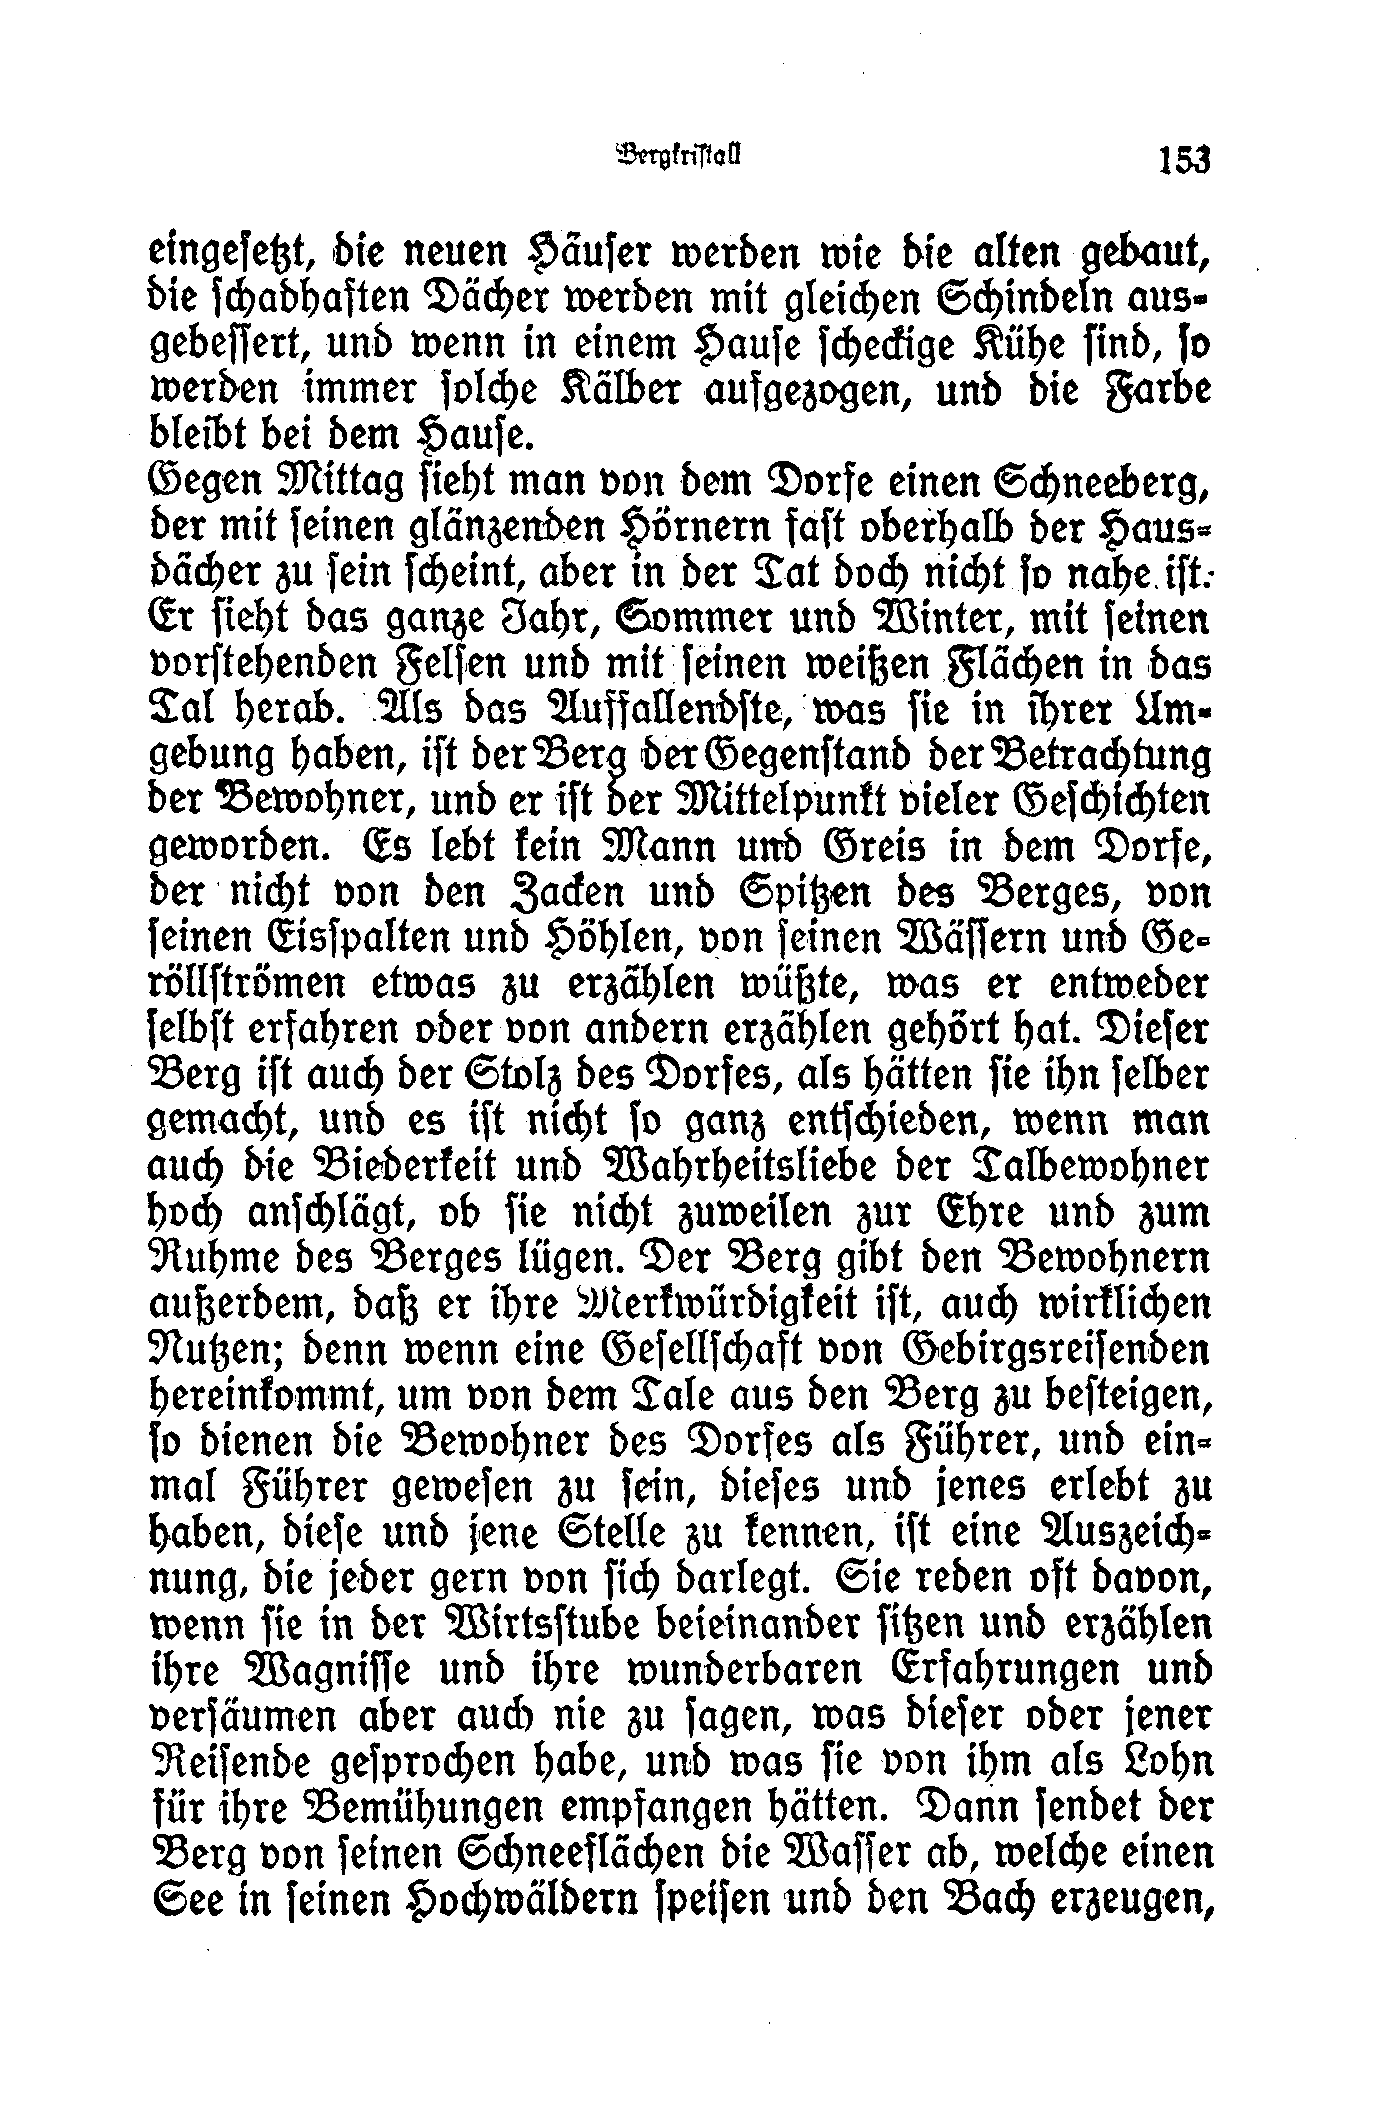 Bergkristall 153
eingesetzt, die neuen Häuser werden wie die alten gebaut,
die schadhaften Dächer werden mit gleichen Schindeln aus-
gebessert, und wenn in einem Hause scheckige Kühe sind, so
werden immer solche Kälber aufgezogen, und die Farbe
bleibt bei dem Hause.
Gegen Mittag sieht man von dem Dorfe einen Schneeberg,
der mit seinen glänzenden Hörnern fast oberhalb der Haus-
dächer zu sein scheint, aber in der Tat doch nicht so nahe ist.
Er sieht das ganze Jahr, Sommer und Winter, mit seinen
vorstehenden Felsen und mit seinen weißen Flächen in das
Tal herab. Als das Auffallendste, was sie in ihrer Um-
gebung haben, ist der Berg der Gegenstand der Betrachtung
der Bewohner, und er ist der Mittelpunkt vieler Geschichten
geworden. Es lebt kein Mann und Greis in dem Dorfe,
der nicht von den Zacken und Spitzen des Berges, von
seinen Eisspalten und Höhlen, von seinen Wässern und Ge-
röllströmen etwas zu erzählen wüßte, was er entweder
selbst erfahren oder von andern erzählen gehört hat. Dieser
Berg ist auch der Stolz des Dorfes, als hätten sie ihn selber
gemacht, und es ist nicht so ganz entschieden, wenn man
auch die Biederkeit und Wahrheitsliebe der Talbewohner
hoch anschlägt, ob sie nicht zuweilen zur Ehre und zum
Ruhme des Berges lügen. Der Berg gibt den Bewohnern
außerdem, daß er ihre Merkwürdigkeit ist, auch wirklichen
Nutzen; denn wenn eine Gesellschaft von Gebirgsreisenden
hereinkommt, um von dem Tale aus den Berg zu besteigen,
so dienen die Bewohner des Dorfes als Führer, und ein-
mal Führer gewesen zu sein, dieses und jenes erlebt zu
haben, diese und jene Stelle zu kennen, ist eine Auszeich-
nung, die jeder gern von sich darlegt. Sie reden oft davon,
wenn sie in der Wirtsstube beieinander sitzen und erzählen
ihre Wagnisse und ihre wunderbaren Erfahrungen und
versäumen aber auch nie zu sagen, was dieser oder jener
Reisende gesprochen habe, und was sie von ihm als Lohn
für ihre Bemühungen empfangen hätten. Dann sendet der
Berg von seinen Schneeflächen die Wasser ab, welche einen
See in seinen Hochwäldern speisen und den Bach erzeugen,